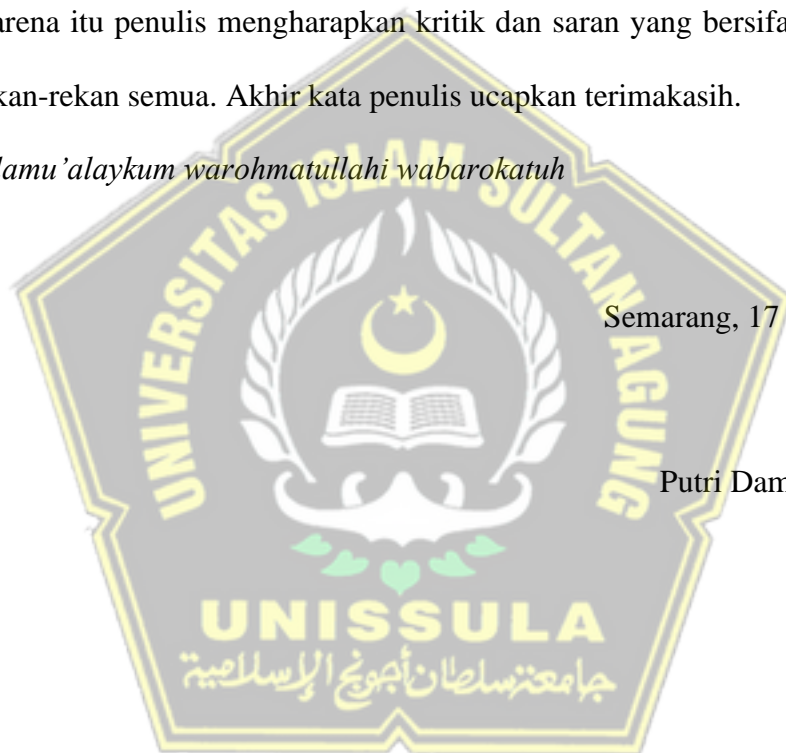 arena itu penulis mengharapkan kritik dan saran yang bersifa
kan-rekan semua. Akhir kata penulis ucapkan terimakasih.
lamu’alaykum warohmatullahi wabarokatuh
UNIVERSITAS ISLAM SULTAN AGUNG
Semarang, 17
Putri Dam
UNISSULA
جامعة سلطان أجونج الإسلامية